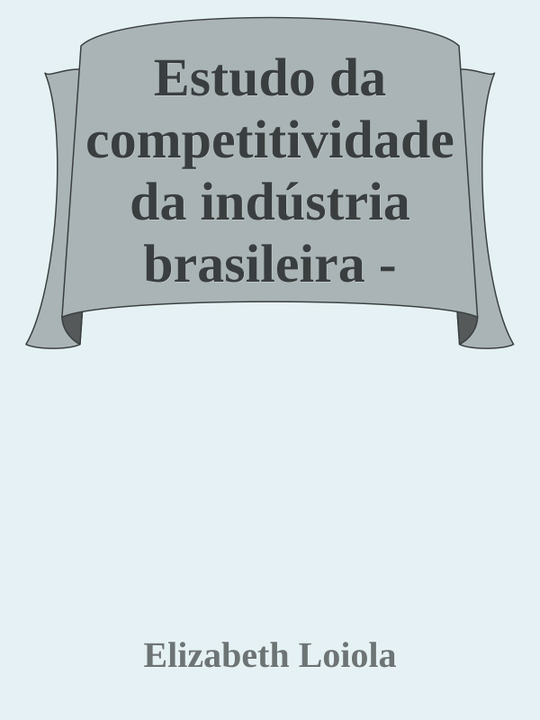 Estudo da
competitividade
da indústria
brasileira -
Elizabeth Loiola